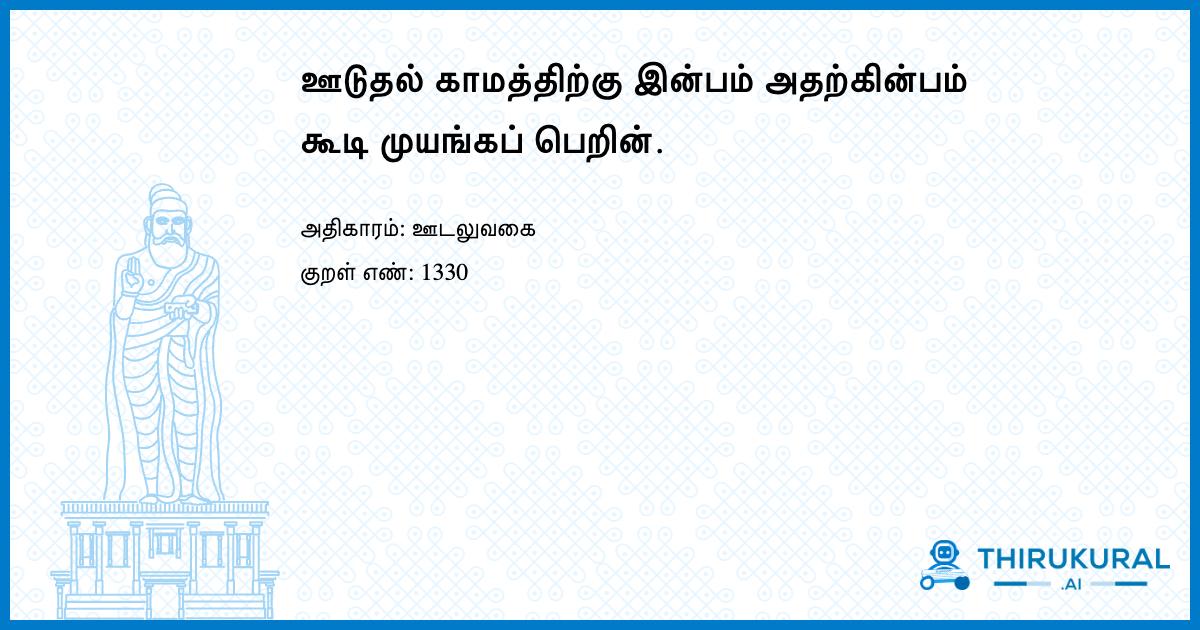 ஊடுதல் காமத்திற்கு இன்பம் அதற்கின்பம்
கூடி முயங்கப் பெறின்.
அதிகாரம்: ஊடலுவகை
குறள் எண்: 1330
THIRUKURAL
.AI